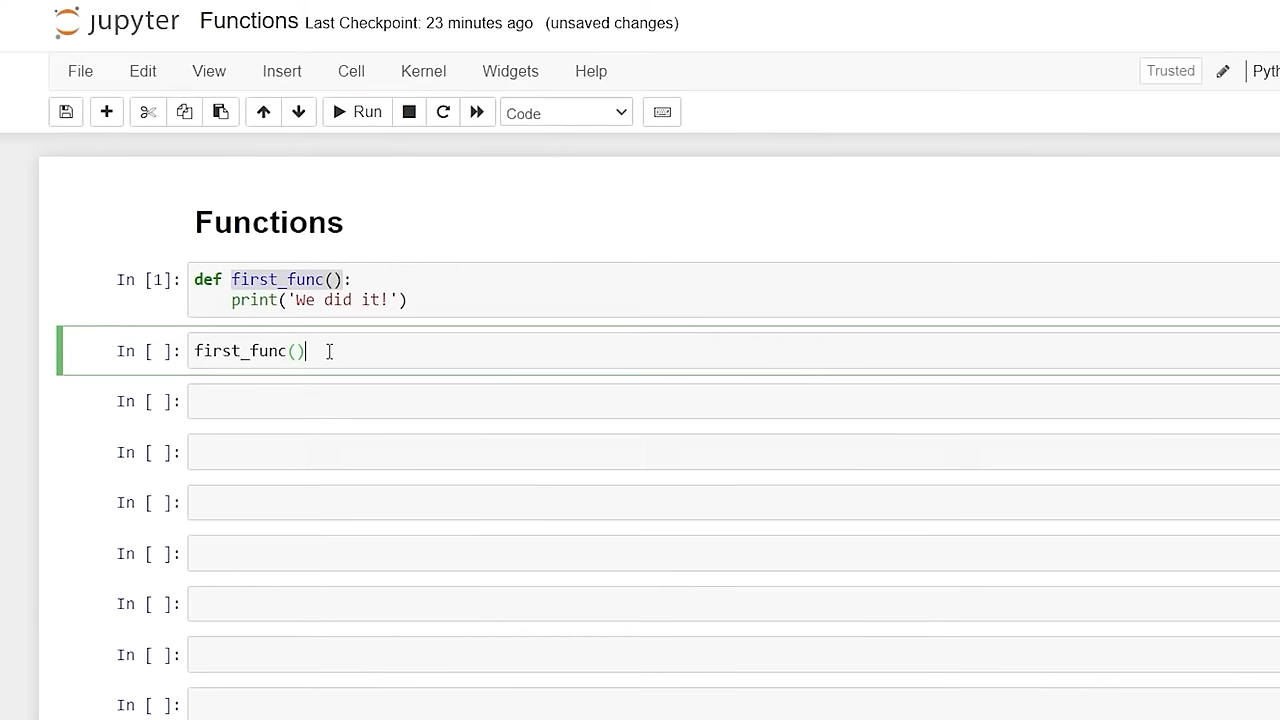 jupyter Functions Last Checkpoint: 23 minutes ago (unsaved changes)
File Edit View Insert Cell Kernel Widgets Help Trusted Pyth
Run Code
Functions
In [1]: def first_func():
print('We did it!')
In [ ]: first_func()
In [ ]:
In [ ]:
In [ ]:
In [ ]:
In [ ]:
In [ ]:
In [ ]: